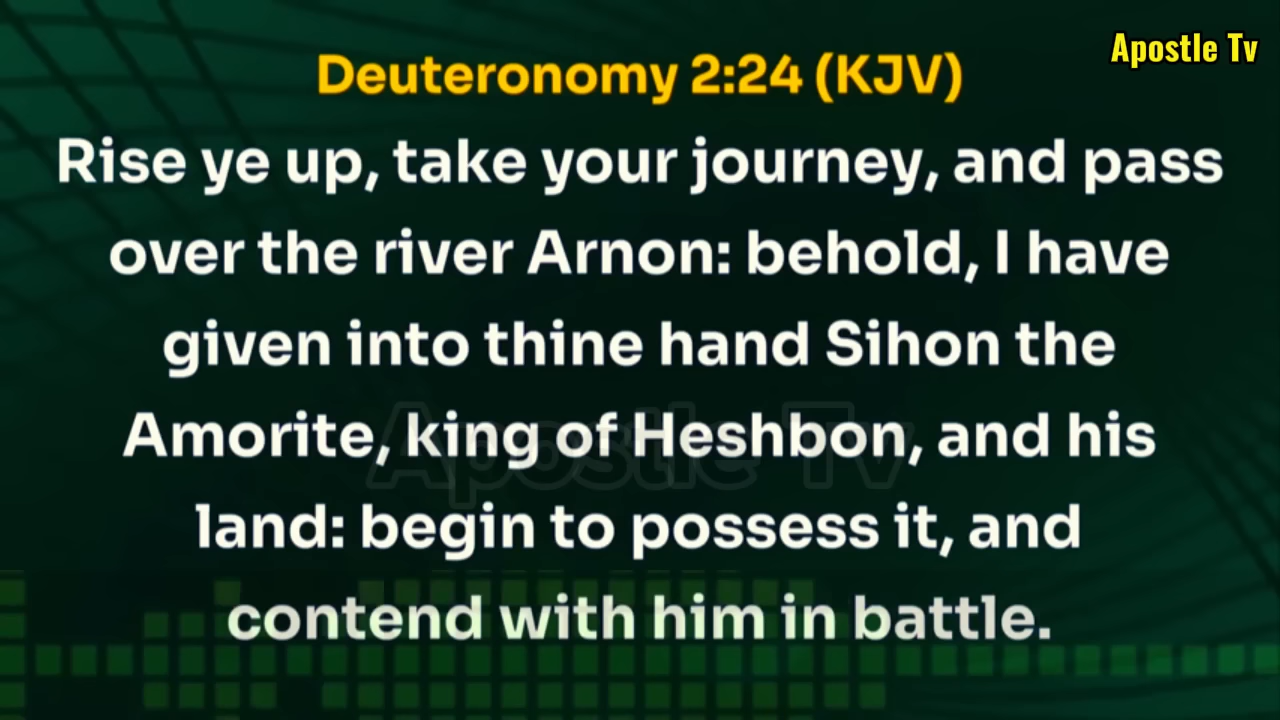 Apostle Tv
Deuteronomy 2:24 (KJV)
Rise ye up, take your journey, and pass
over the river Arnon: behold, I have
given into thine hand Sihon the
Amorite, king of Heshbon, and his
land: begin to possess it, and
contend with him in battle.
Apostle Tv